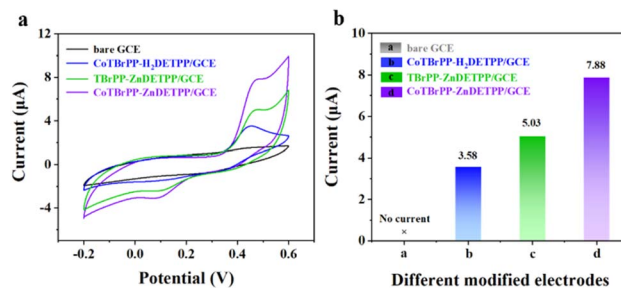 a
12
8
4
0
-4
Current (μA)
bare GCE
CoTBrPP-H₂DETPP/GCE
TBrPP-ZnDETPP/GCE
CoTBrPP-ZnDETPP/GCE
-0.2 0.0 0.2 0.4 0.6
Potential (V)
b
10
8
6
4
2
0
Current (μA)
a bare GCE
b CoTBrPP-H₂DETPP/GCE
c TBrPP-ZnDETPP/GCE
d CoTBrPP-ZnDETPP/GCE
No current
×
3.58
5.03
7.88
a b c d
Different modified electrodes